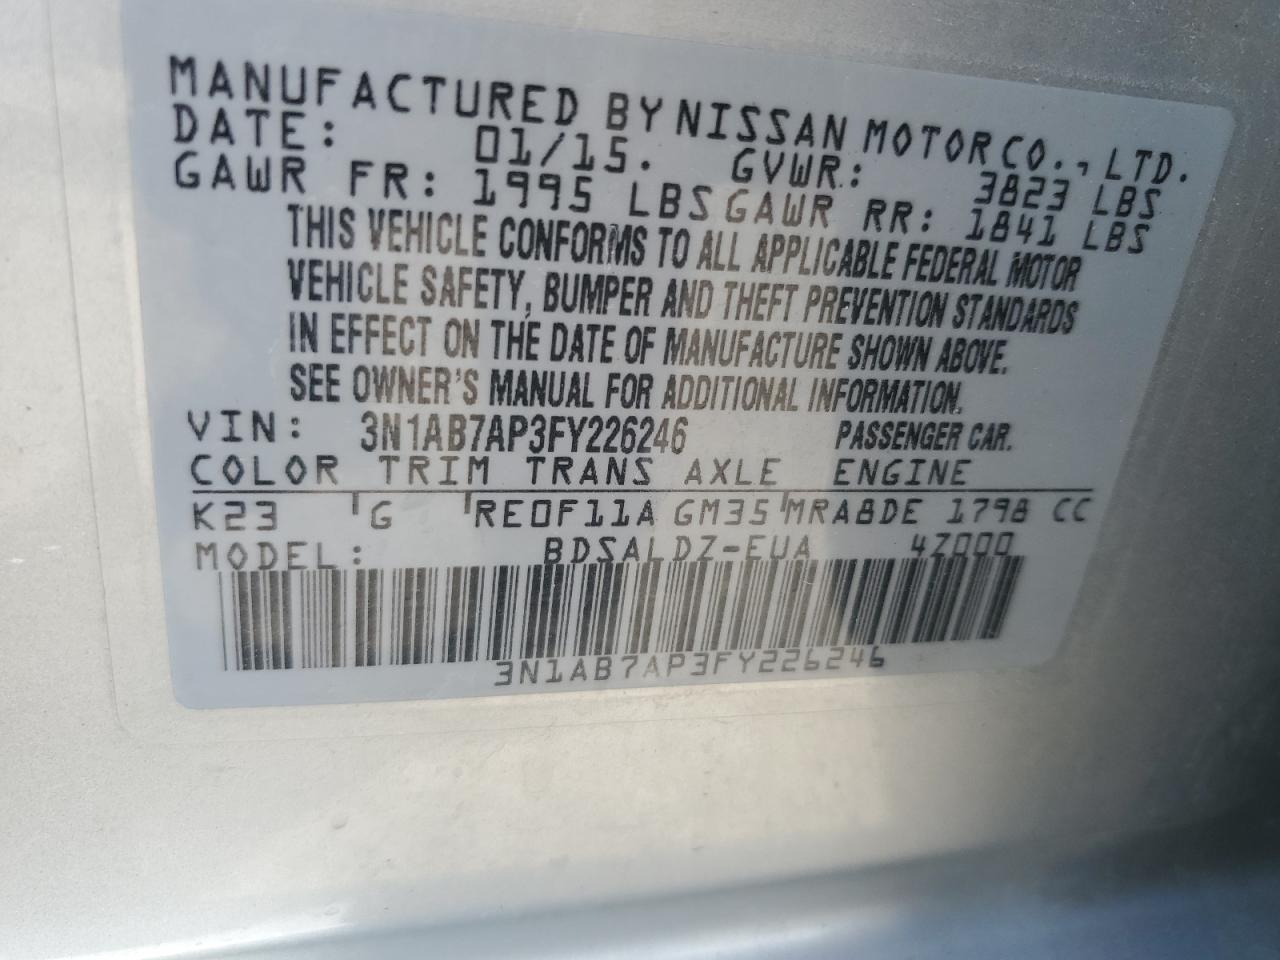 MANUFACTURED BY NISSAN MOTOR CO., LTD.
DATE: 01/15. GVWR: 3823 LBS
GAWR FR: 1995 LBS GAWR RR: 1841 LBS
THIS VEHICLE CONFORMS TO ALL APPLICABLE FEDERAL MOTOR
VEHICLE SAFETY, BUMPER AND THEFT PREVENTION STANDARDS
IN EFFECT ON THE DATE OF MANUFACTURE SHOWN ABOVE.
SEE OWNER'S MANUAL FOR ADDITIONAL INFORMATION.
VIN: 3N1AB7AP3FY226246 PASSENGER CAR.
COLOR TRIM TRANS AXLE ENGINE
K23 G RE0F11A GM35 MRA8DE 1798 CC
MODEL: BDSALDZ-EUA 4Z000
3N1AB7AP3FY226246